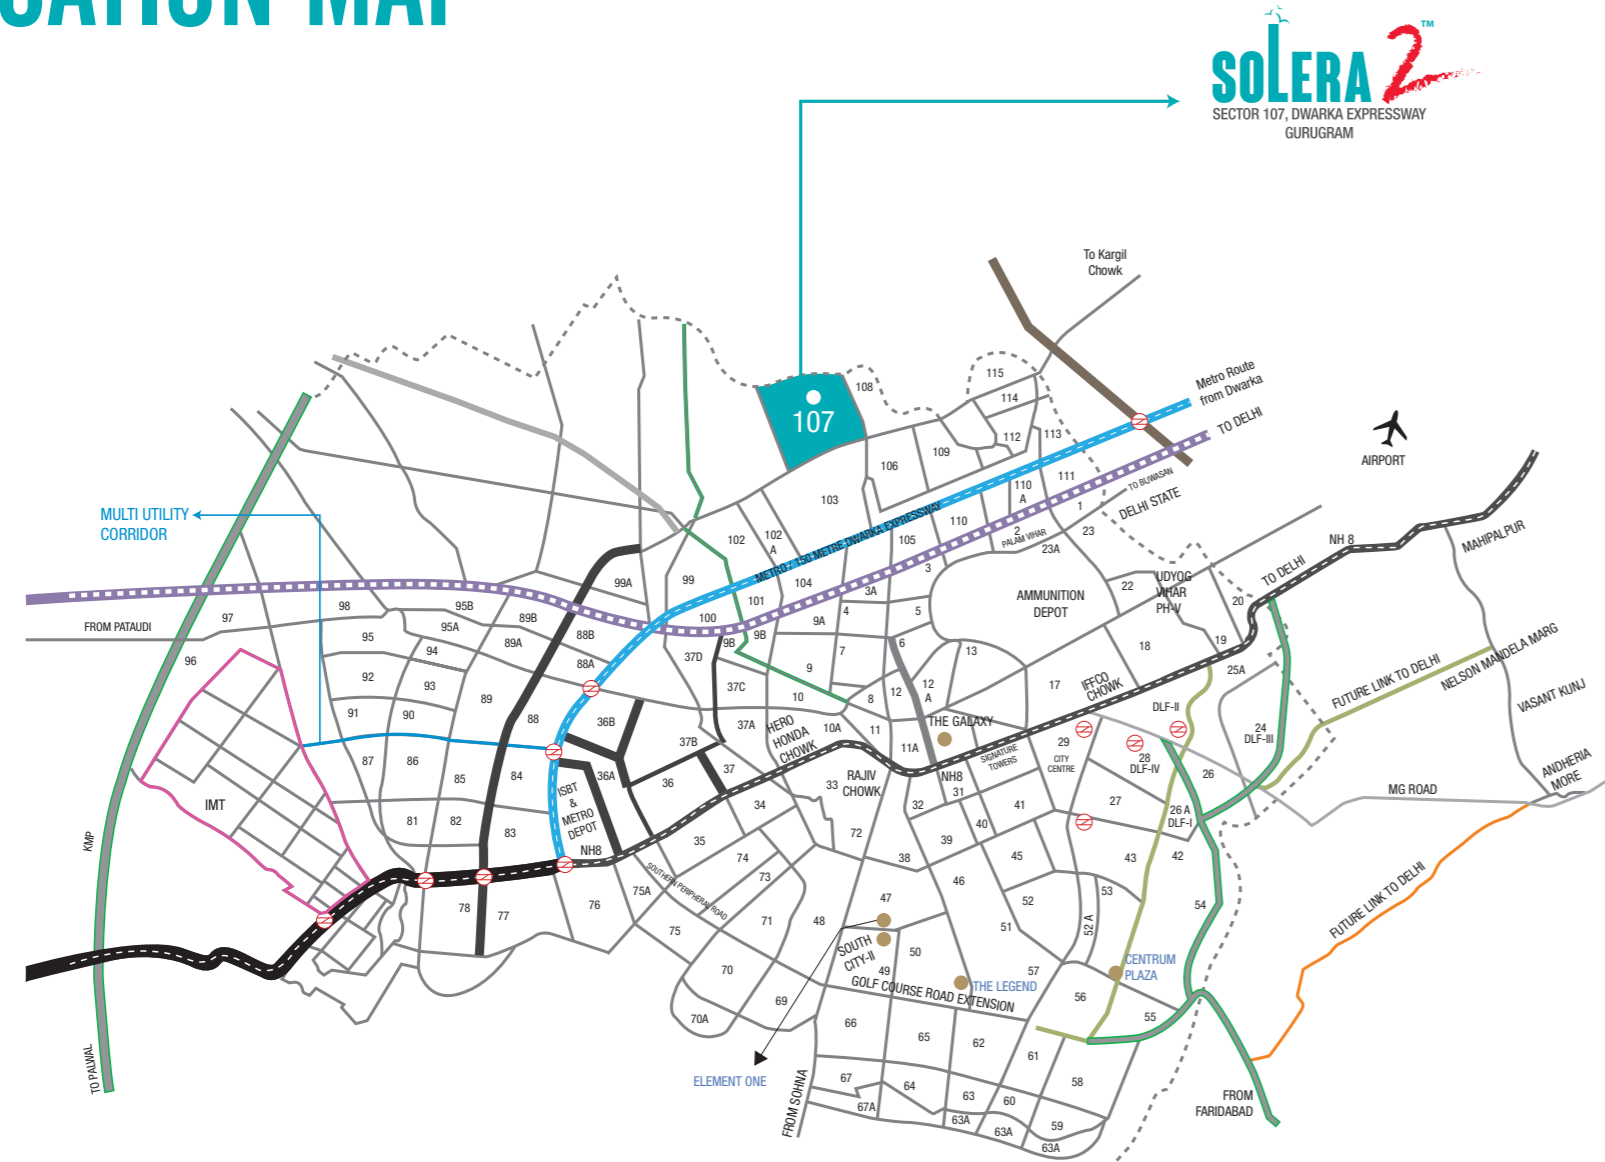 LOCATION MAP
SOLERA 2™
SECTOR 107, DWARKA EXPRESSWAY
GURUGRAM
To Kargil
Chowk
Metro Route
from Dwarka
TO DELHI
AIRPORT
115
114
108
107
112
113
109
106
111
110
A
103
1
TO BIJWASAN
DELHI STATE
MULTI UTILITY
CORRIDOR
METRO / 150 METRE DWARKA EXPRESSWAY
102
102
A
105
110
2
PALAM VIHAR
23
23A
NH 8
MAHIPALPUR
TO DELHI
99A
99
104
101
3
3A
100
4
5
9A
AMMUNITION
DEPOT
22
UDYOG
VIHAR
PH-V
20
FROM PATAUDI
97
98
95B
95A
89B
89A
88B
95
94
96
92
93
88A
89
37D
9B
9B
7
6
9
13
18
19
25A
37C
10
8
12
12
A
17
IFFCO
CHOWK
FUTURE LINK TO DELHI
NELSON MANDELA MARG
VASANT KUNJ
91
90
88
36B
37A
HERO
HONDA
CHOWK
10A
11
11A
THE GALAXY
DLF-II
24
DLF-III
37B
87
86
85
84
36A
36
37
33
RAJIV
CHOWK
NH8
31
SIGNATURE
TOWERS
29
CITY
CENTRE
28
DLF-IV
26
ANDHERIA
MORE
MG ROAD
IMT
ISBT
&
METRO
DEPOT
81
82
83
NH8
34
35
32
41
40
27
26 A
DLF-I
KMP
72
39
38
45
43
42
74
73
SOUTHERN PERIPHERAL ROAD
78
77
76
75A
75
71
48
47
46
52
51
53
52 A
54
FUTURE LINK TO DELHI
SOUTH
CITY-II
49
50
THE LEGEND
57
CENTRUM
PLAZA
GOLF COURSE ROAD EXTENSION
70
70A
69
66
65
62
61
56
55
TO PALWAL
ELEMENT ONE
FROM SOHNA
67
67A
64
63
60
58
63A
63A
59
63A
FROM
FARIDABAD